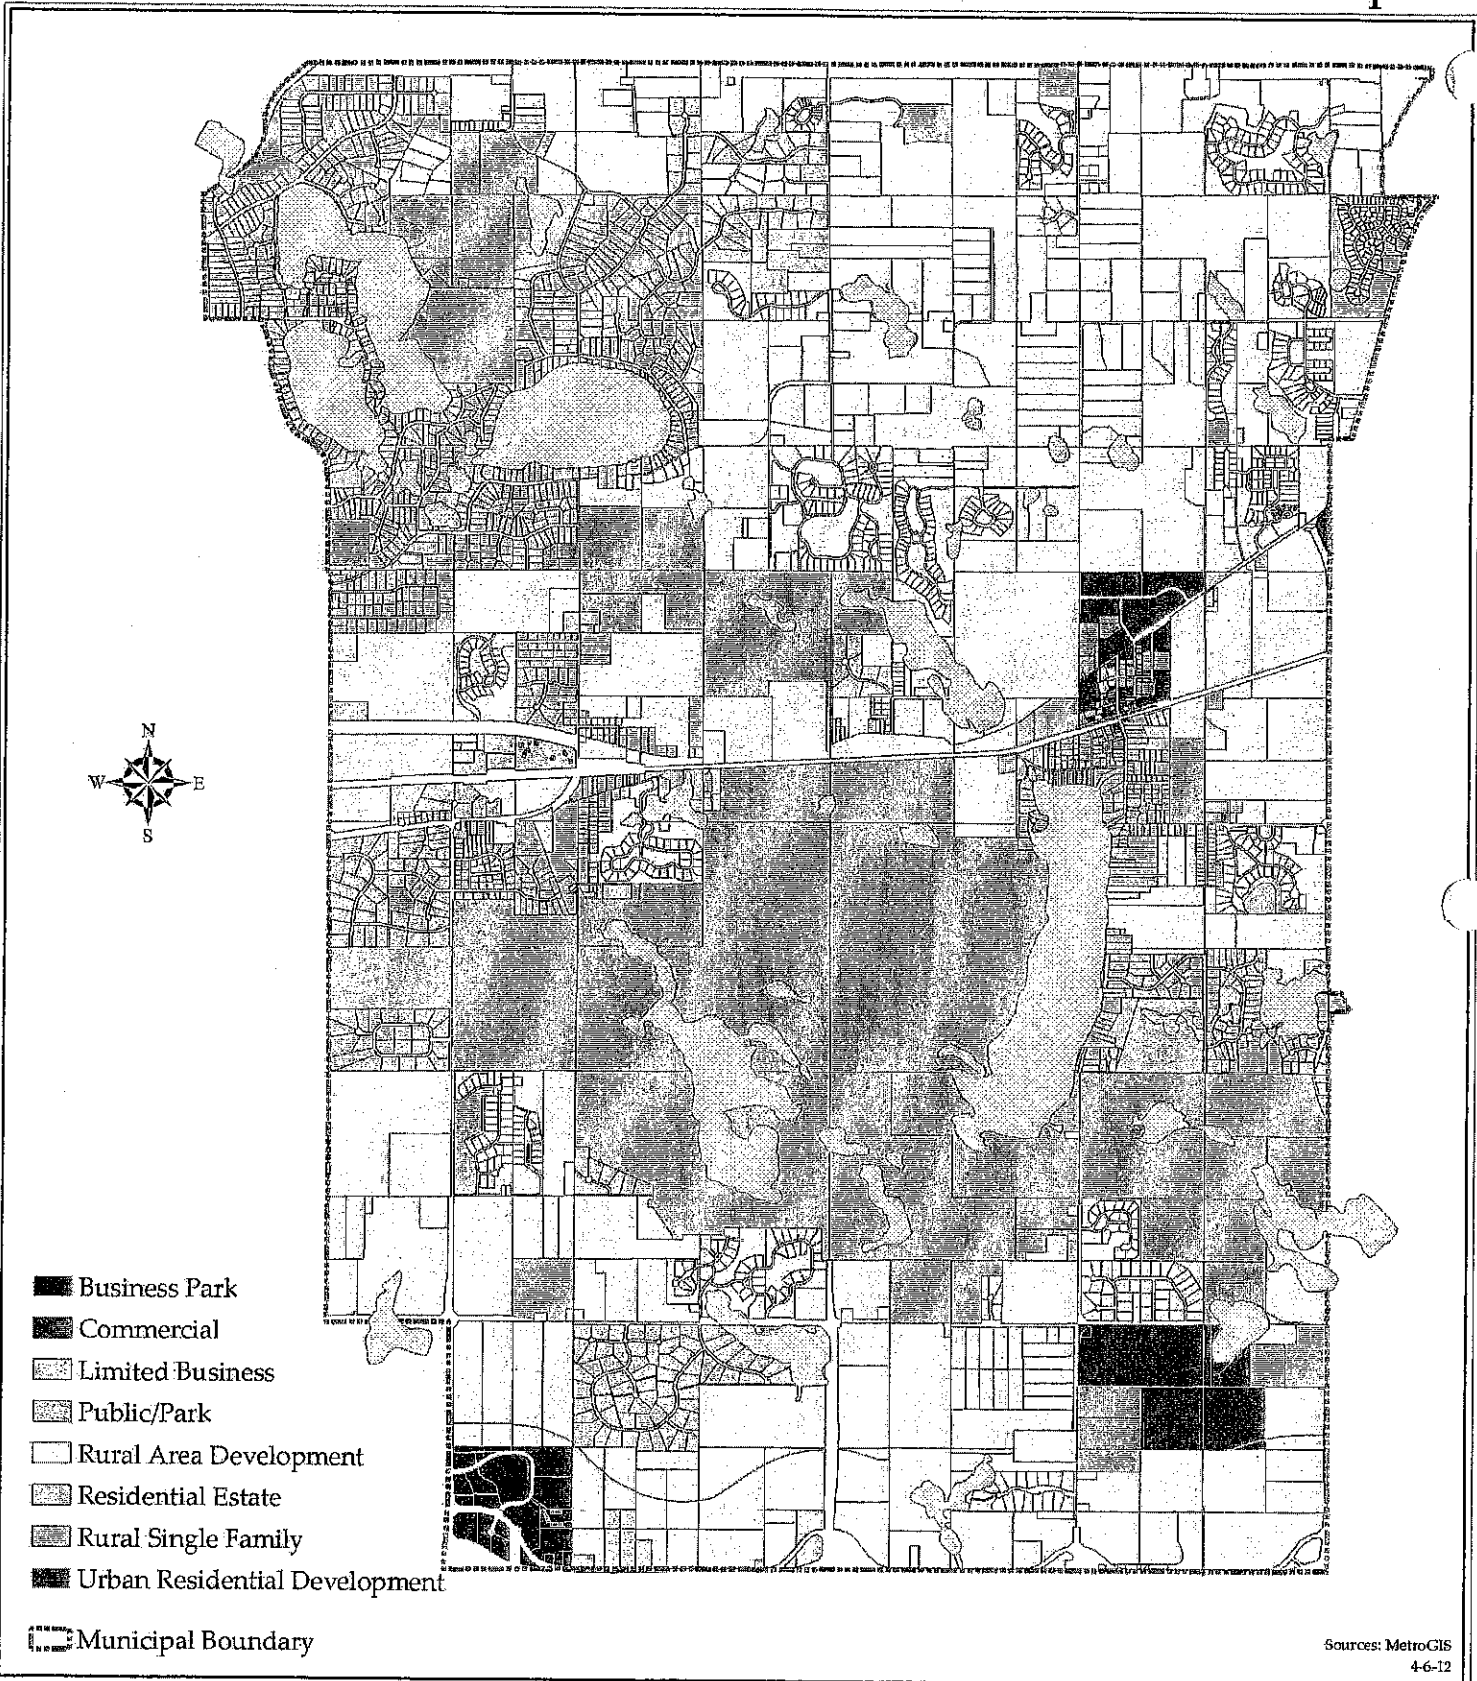 N
W E
S
Business Park
Commercial
Limited Business
Public/Park
Rural Area Development
Residential Estate
Rural Single Family
Urban Residential Development
Municipal Boundary
Sources: MetroGIS
4-6-12